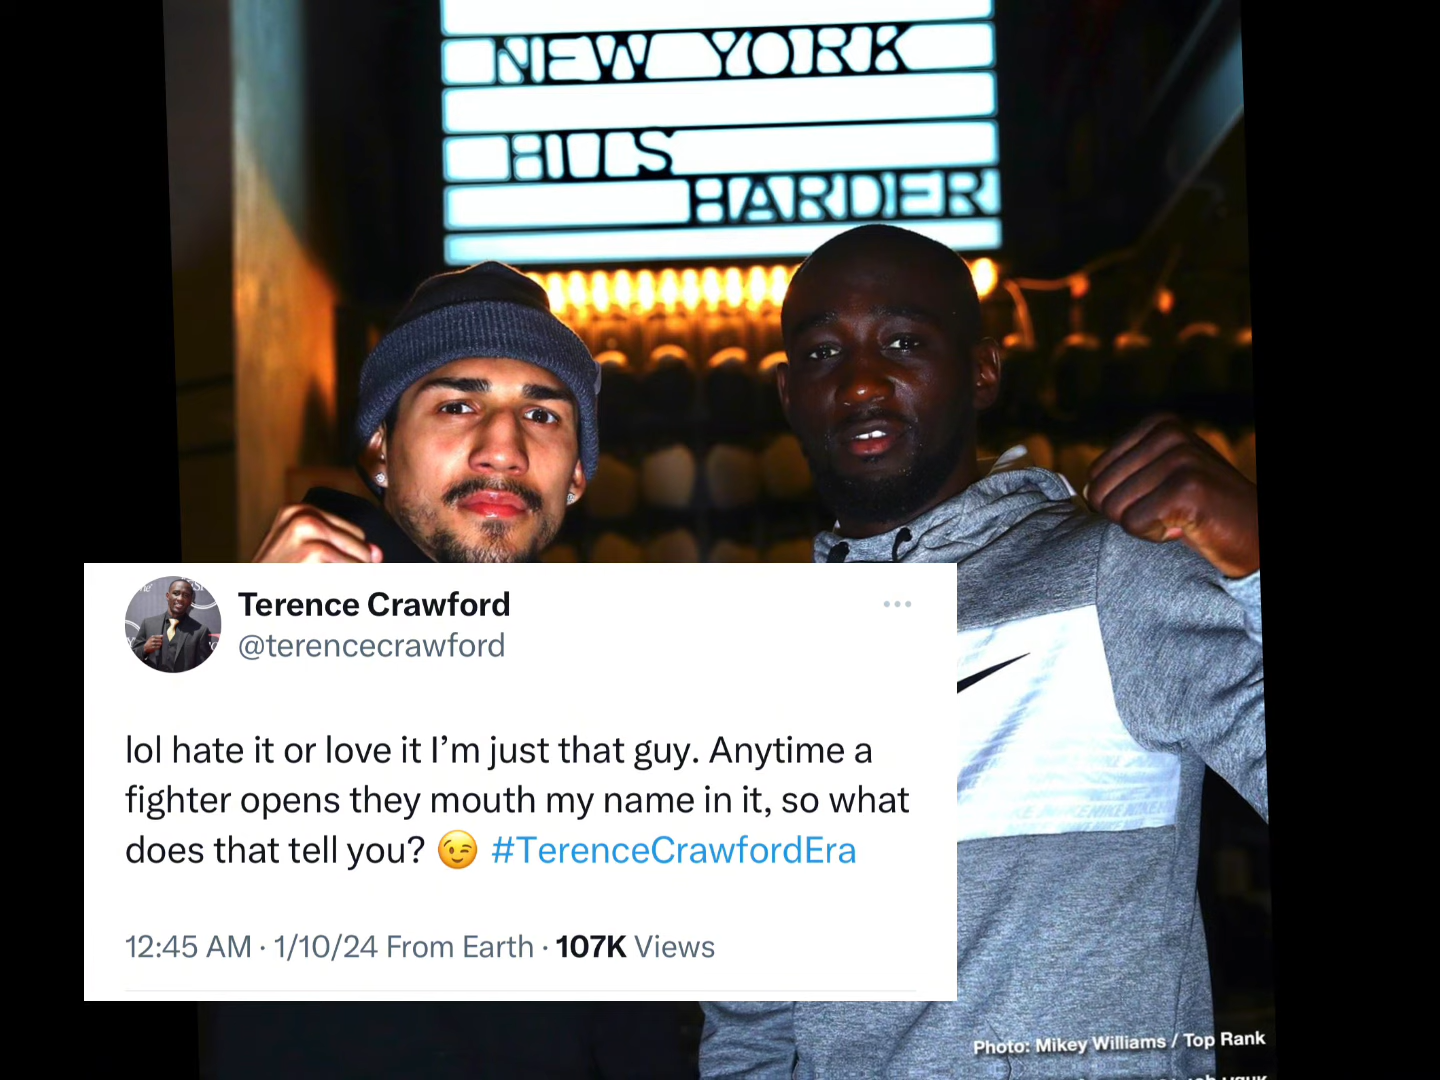 NEW YORK
HITS
HARDER
Terence Crawford
@terencecrawford
lol hate it or love it I’m just that guy. Anytime a
fighter opens they mouth my name in it, so what
does that tell you? 😉 #TerenceCrawfordEra
12:45 AM · 1/10/24 From Earth · 107K Views
Photo: Mikey Williams / Top Rank